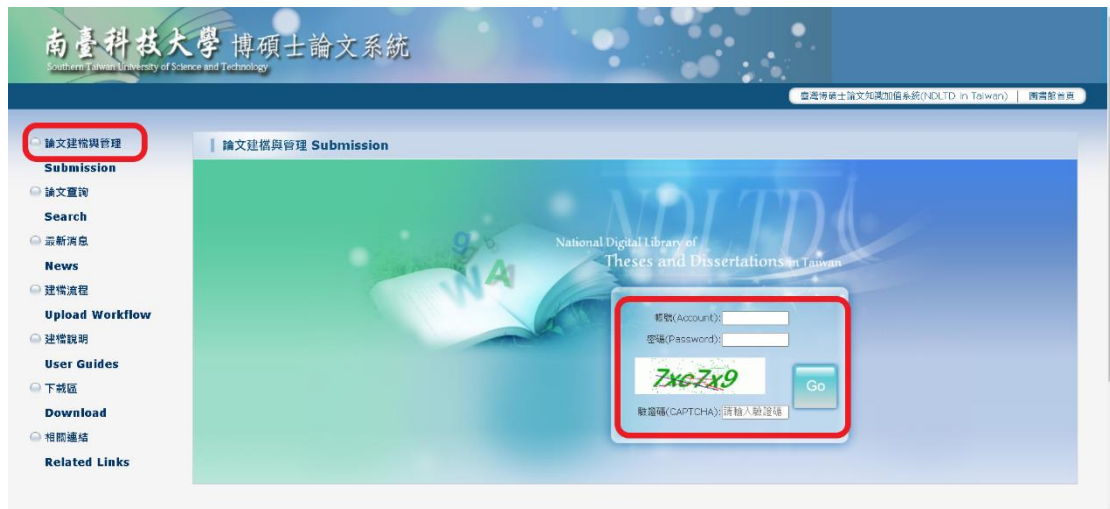 南臺科技大學 博碩士論文系統
Southern Taiwan University of Science and Technology
臺灣博碩士論文知識加值系統(NDLTD in Taiwan) | 圖書館首頁
論文建檔與管理
Submission
論文查詢
Search
最新消息
News
建檔流程
Upload Workflow
建檔說明
User Guides
下載區
Download
相關連結
Related Links
論文建檔與管理 Submission
NDLTD
National Digital Library of
Theses and Dissertations in Taiwan
帳號(Account):
密碼(Password):
7xc7x9
Go
驗證碼(CAPTCHA): 請輸入驗證碼